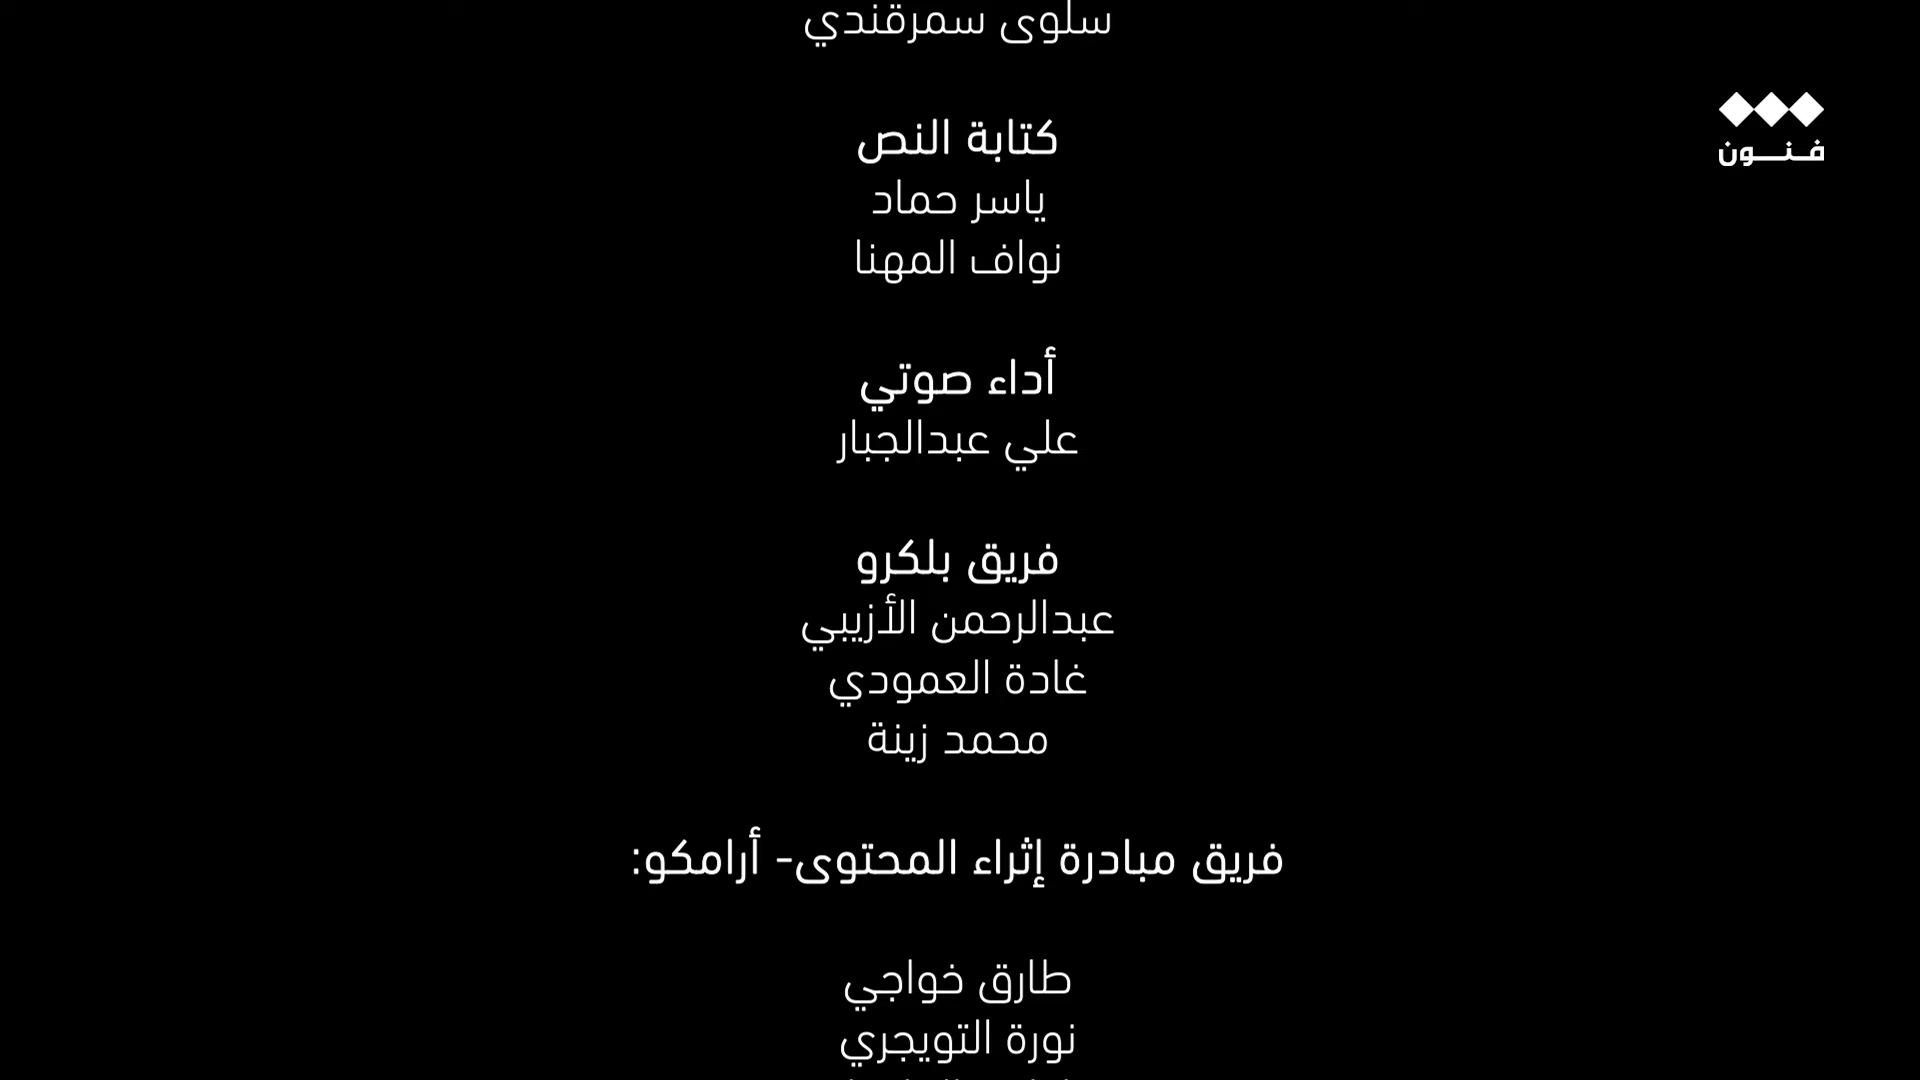 سلوى سمرقندي
فنون
كتابة النص
ياسر حماد
نواف المهنا
أداء صوتي
علي عبدالجبار
فريق بلكرو
عبدالرحمن الأزيبي
غادة العمودي
محمد زينة
فريق مبادرة إثراء المحتوى- أرامكو:
طارق خواجي
نورة التويجري